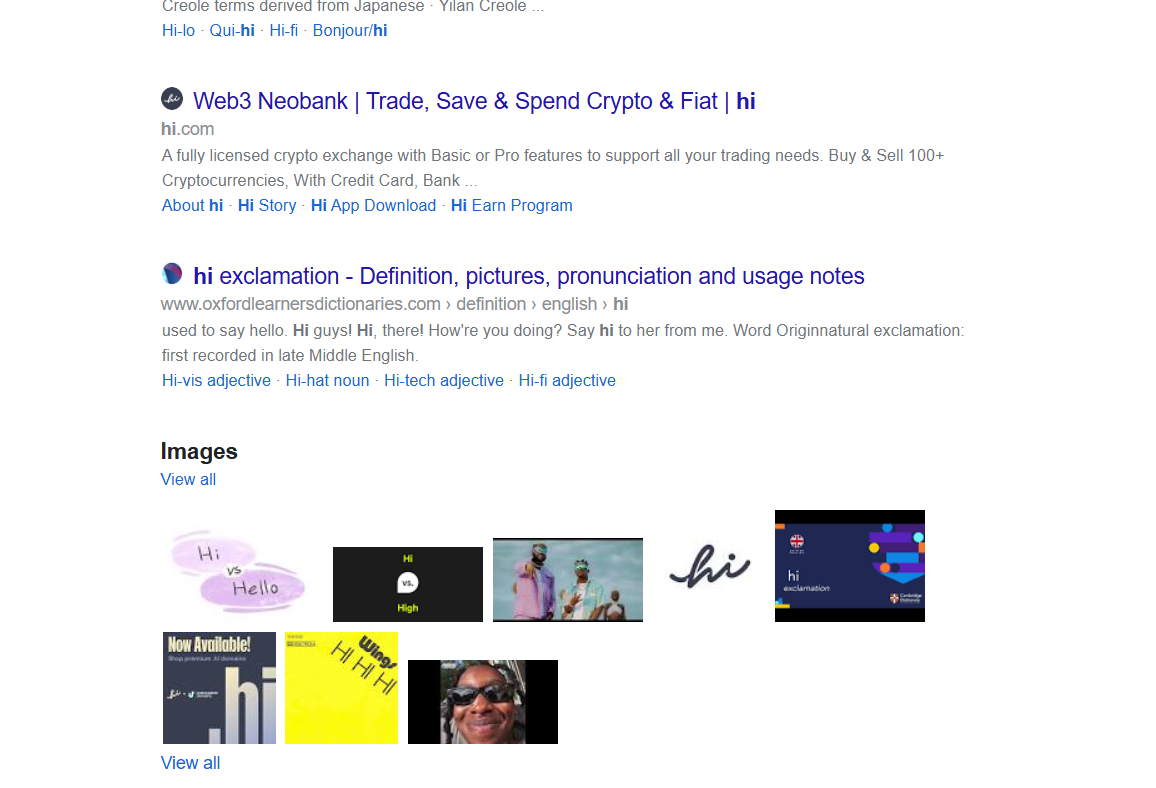 Creole terms derived from Japanese · Yilan Creole ...
Hi-lo · Qui-hi · Hi-fi · Bonjour/hi
hi
Web3 Neobank | Trade, Save & Spend Crypto & Fiat | hi
hi.com
A fully licensed crypto exchange with Basic or Pro features to support all your trading needs. Buy & Sell 100+
Cryptocurrencies, With Credit Card, Bank ...
About hi · Hi Story · Hi App Download · Hi Earn Program
hi exclamation - Definition, pictures, pronunciation and usage notes
www.oxfordlearnersdictionaries.com › definition › english › hi
used to say hello. Hi guys! Hi, there! How're you doing? Say hi to her from me. Word Originnatural exclamation:
first recorded in late Middle English.
Hi-vis adjective · Hi-hat noun · Hi-tech adjective · Hi-fi adjective
Images
View all
Hi
vs
Hello
Hi
vs.
High
hi
hi
exclamation
Cambridge
Dictionary
Now Available!
Shop premium .hi domains
hi
.hi
Wings
HI HI HI
View all